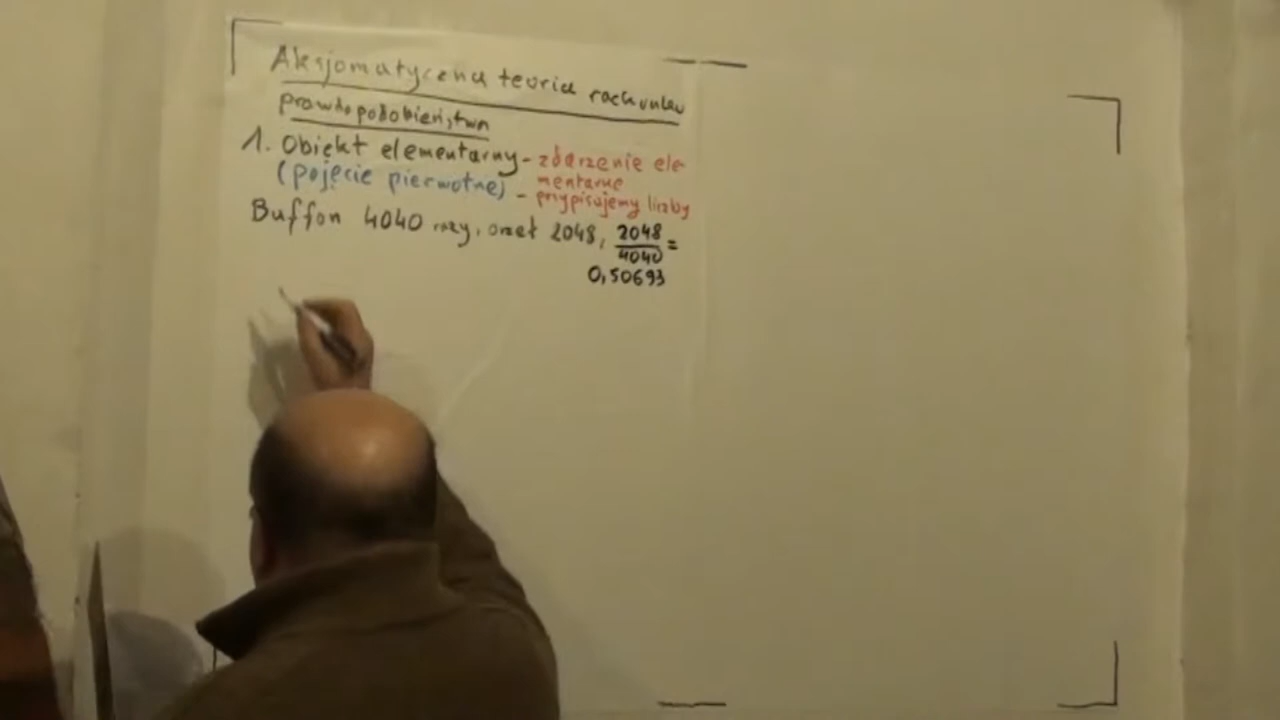 Aksjomatyczna teoria rachunku
prawdopodobieństwa
1. Obiekt elementarny - zdarzenie ele-
(pojęcie pierwotne) mentarne
- przypisujemy liczby
Buffon 4040 razy, orzeł 2048, 2048/4040 =
0,50693